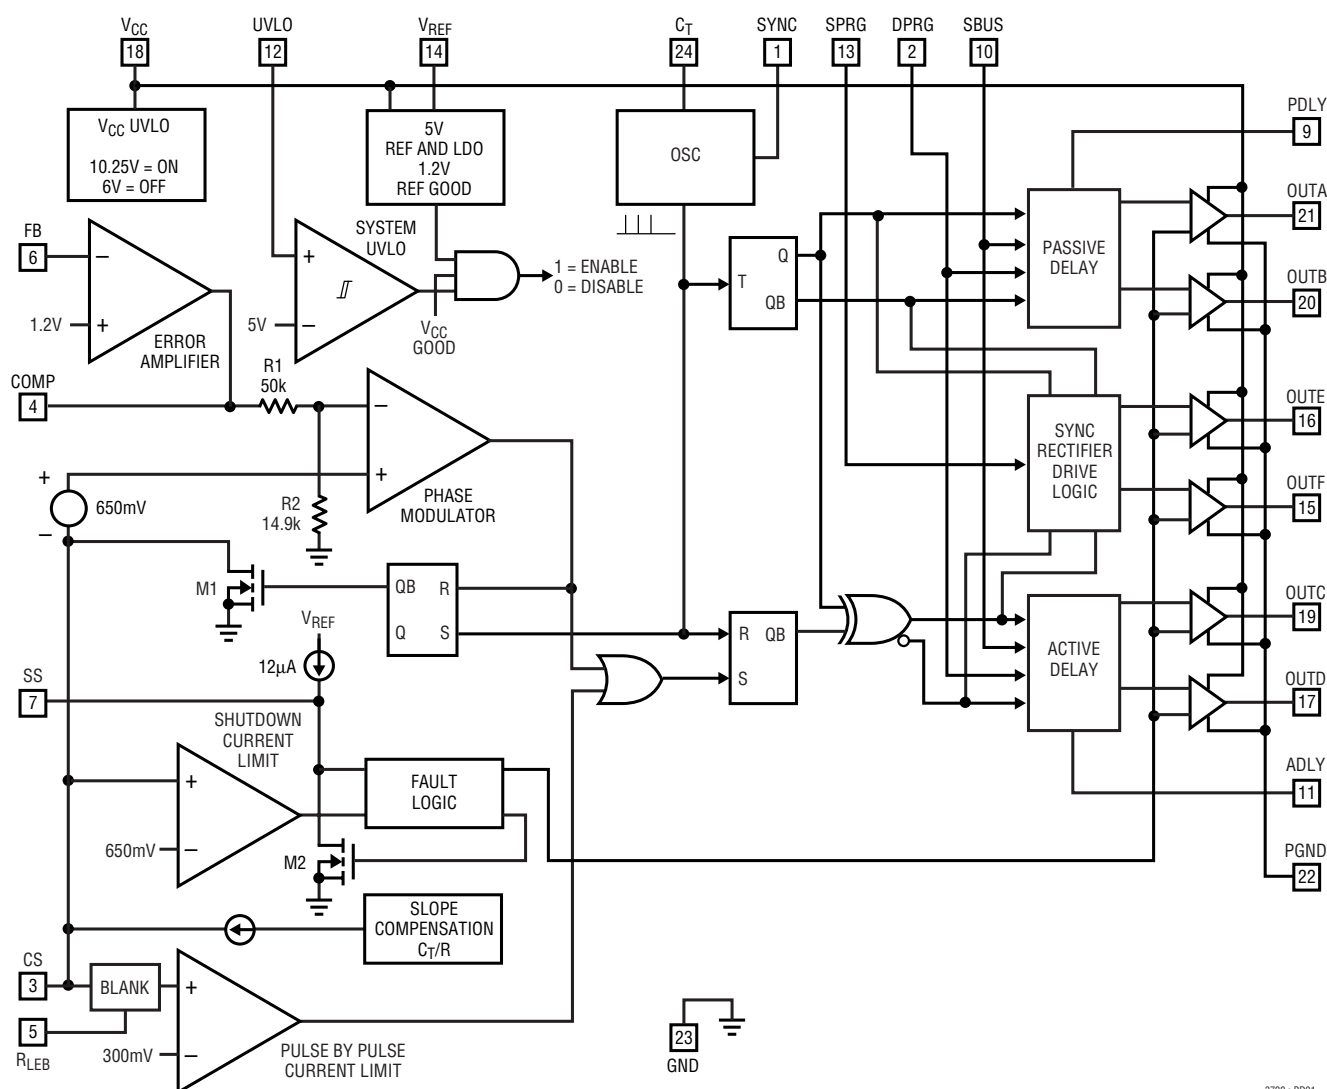 VCC
18
UVLO
12
VREF
14
CT
24
SYNC
1
SPRG
13
DPRG
2
SBUS
10
PDLY
9
VCC UVLO
10.25V = ON
6V = OFF
5V
REF AND LDO
1.2V
REF GOOD
OSC
OUTA
21
PASSIVE
DELAY
FB
6
−
1.2V
+
ERROR
AMPLIFIER
SYSTEM
UVLO
+
5V
−
VCC
GOOD
1 = ENABLE
0 = DISABLE
T
Q
QB
OUTB
20
COMP
4
R1
50k
−
+
PHASE
MODULATOR
R2
14.9k
+
650mV
−
SYNC
RECTIFIER
DRIVE
LOGIC
OUTE
16
OUTF
15
M1
QB
R
Q
S
R
QB
S
ACTIVE
DELAY
OUTC
19
OUTD
17
VREF
12µA
SS
7
SHUTDOWN
CURRENT
LIMIT
+
650mV
−
FAULT
LOGIC
M2
ADLY
11
PGND
22
SLOPE
COMPENSATION
CT/R
CS
3
BLANK
+
5
RLEB
300mV
−
PULSE BY PULSE
CURRENT LIMIT
23
GND